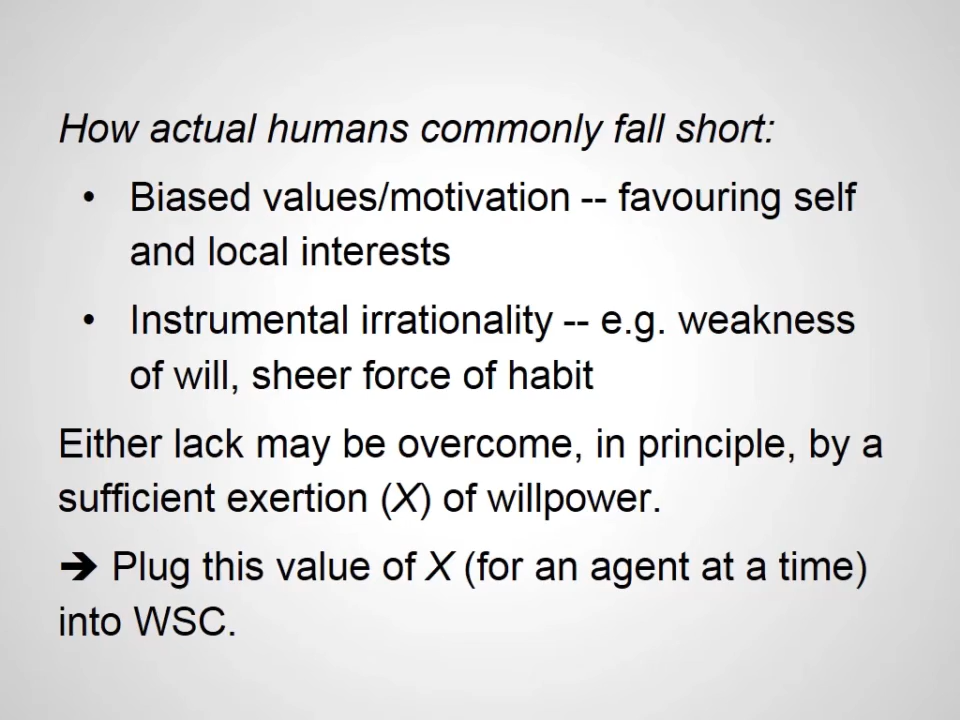 How actual humans commonly fall short:
• Biased values/motivation -- favouring self
and local interests
• Instrumental irrationality -- e.g. weakness
of will, sheer force of habit
Either lack may be overcome, in principle, by a
sufficient exertion (X) of willpower.
➔ Plug this value of X (for an agent at a time)
into WSC.